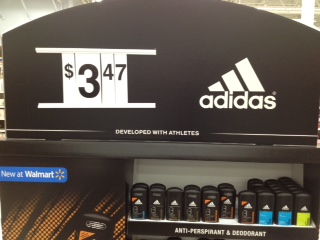 $3.47
adidas
DEVELOPED WITH ATHLETES
New at Walmart
ANTI-PERSPIRANT & DEODORANT